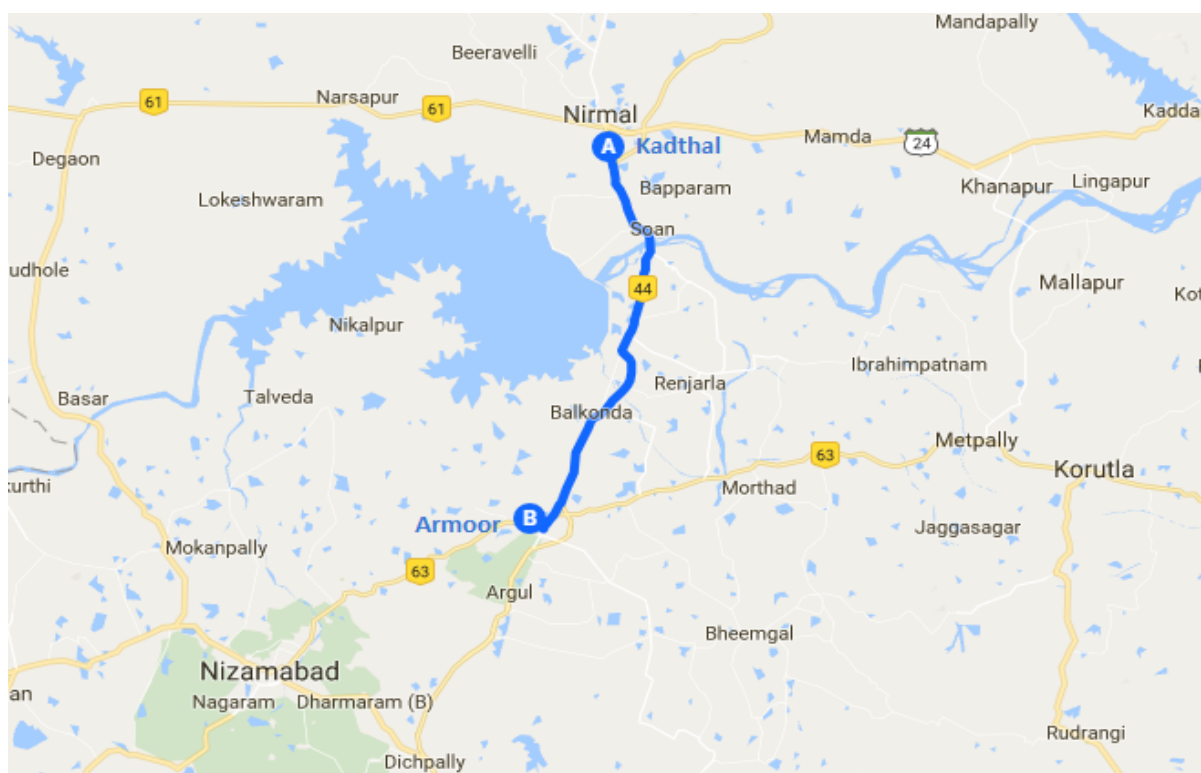 Mandapally
Beeravelli
61
Narsapur
61
Nirmal
Kadda
A Kadthal
Mamda
24
Degaon
Bapparam
Khanapur
Lingapur
Lokeshwaram
Soan
udhole
44
Mallapur
Kot
Nikalpur
Ibrahimpatnam
Renjarla
Basar
Talveda
Balkonda
Metpally
63
Korutla
kurthi
Morthad
Armoor B
Jaggasagar
Mokanpally
63
Argul
Bheemgal
Nizamabad
an
Nagaram
Dharmaram (B)
Rudrangi
Dichpally